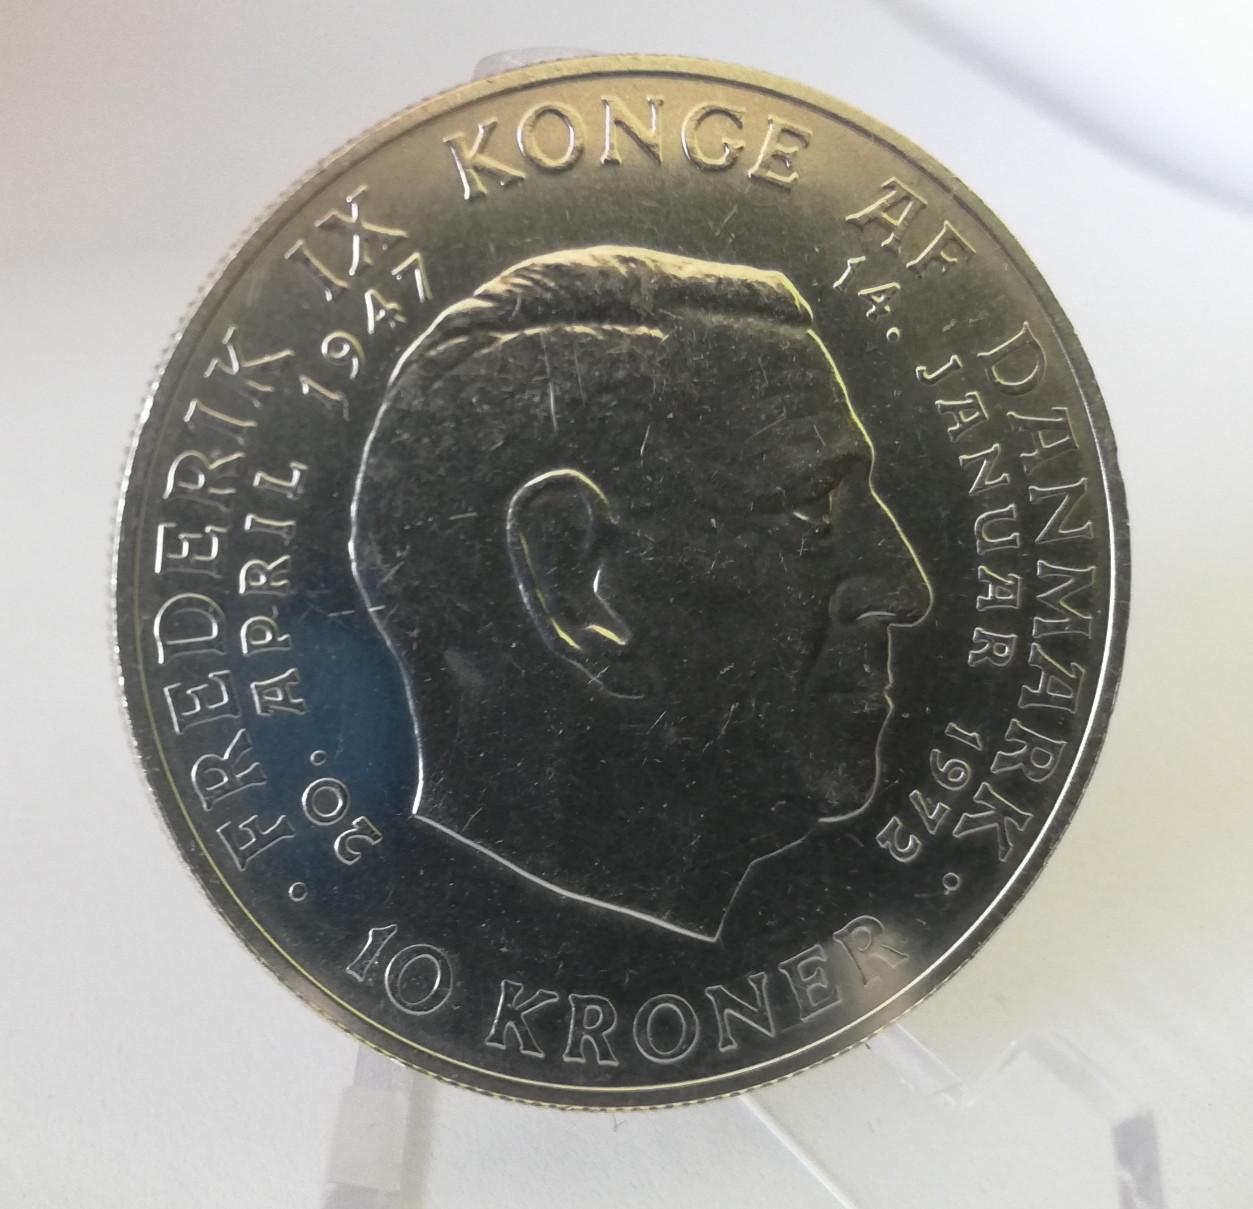 · FREDERIK IX KONGE AF DANMARK ·
20. APRIL 1947
14. JANUAR 1972
10 KRONER